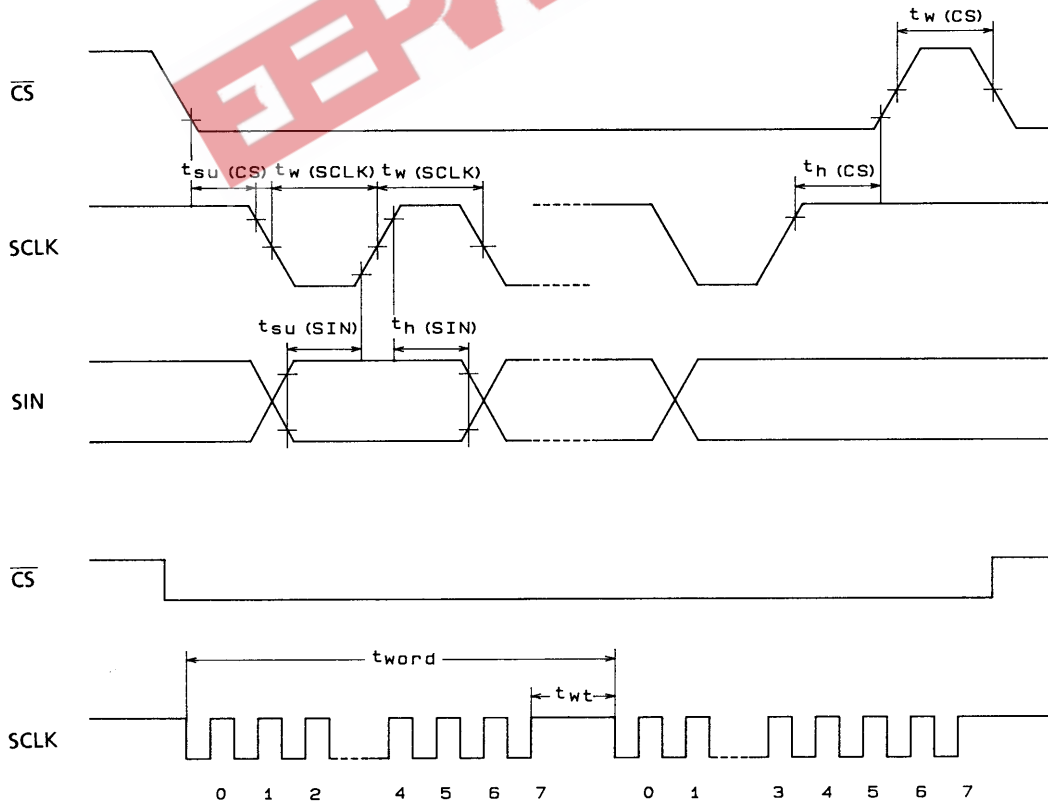 tw (CS)
CS
tsu (CS) tw (SCLK) tw (SCLK) th (CS)
SCLK
tsu (SIN) th (SIN)
SIN
CS
tword
twt
SCLK
0 1 2 4 5 6 7 0 1 3 4 5 6 7